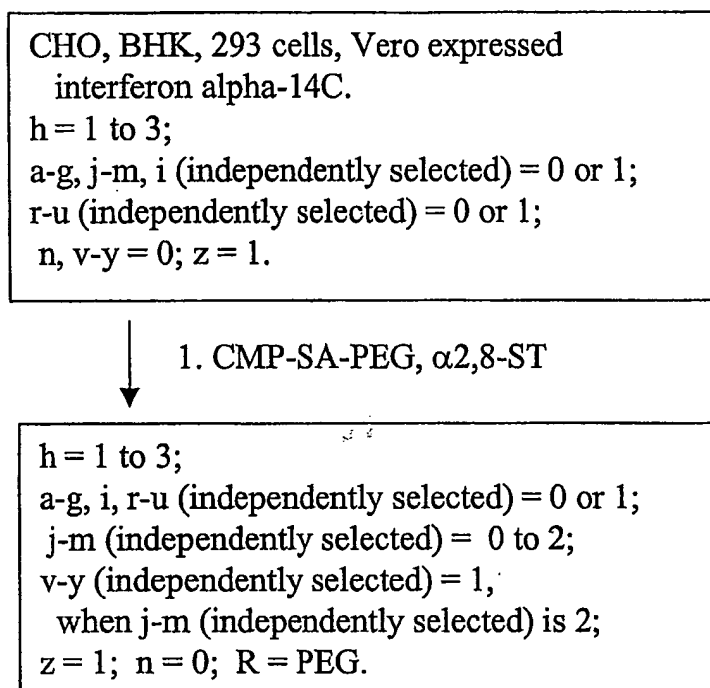 CHO, BHK, 293 cells, Vero expressed
interferon alpha-14C.
h = 1 to 3;
a-g, j-m, i (independently selected) = 0 or 1;
r-u (independently selected) = 0 or 1;
n, v-y = 0; z = 1.
1. CMP-SA-PEG, α2,8-ST
h = 1 to 3;
a-g, i, r-u (independently selected) = 0 or 1;
j-m (independently selected) = 0 to 2;
v-y (independently selected) = 1,
when j-m (independently selected) is 2;
z = 1; n = 0; R = PEG.